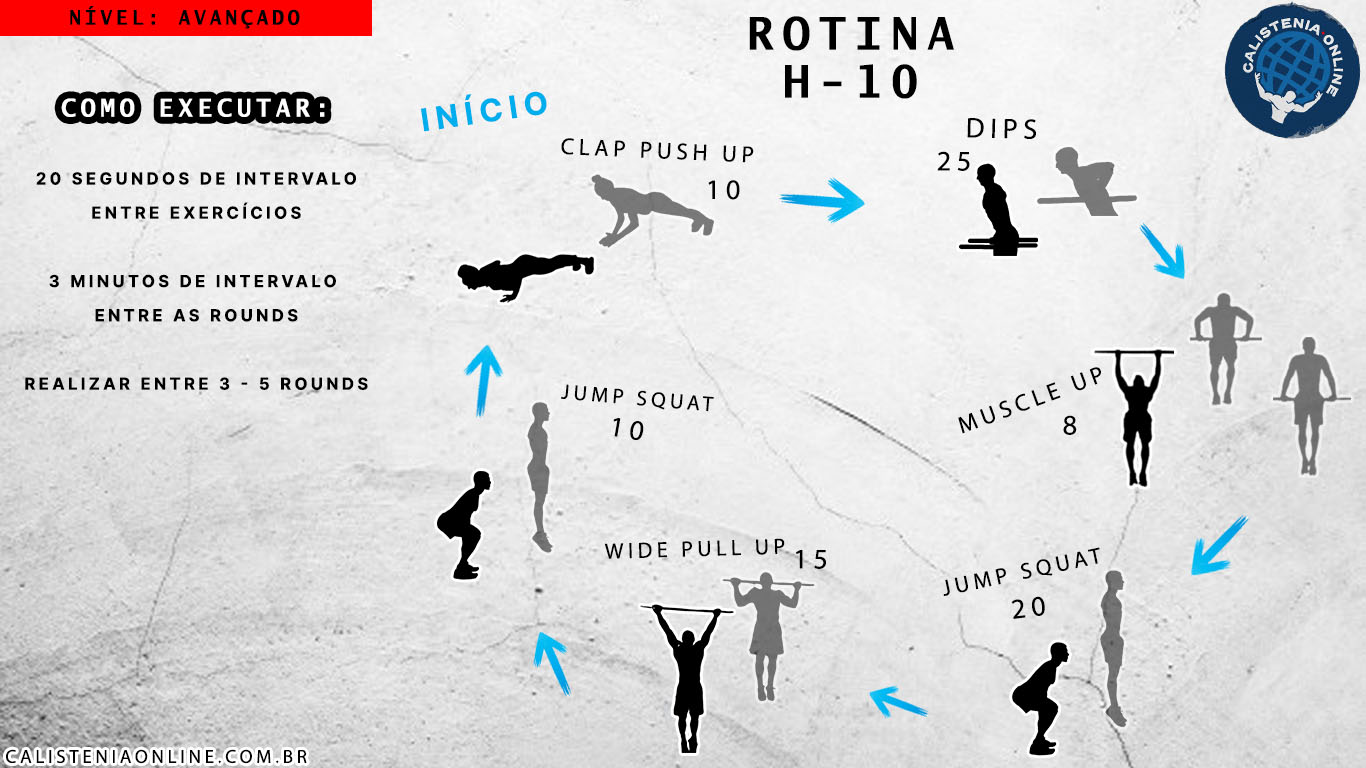 NÍVEL: AVANÇADO
ROTINA
H-10
CALISTENIA ONLINE
COMO EXECUTAR:
20 SEGUNDOS DE INTERVALO
ENTRE EXERCÍCIOS
3 MINUTOS DE INTERVALO
ENTRE AS ROUNDS
REALIZAR ENTRE 3 - 5 ROUNDS
INÍCIO
CLAP PUSH UP
10
DIPS
25
MUSCLE UP
8
JUMP SQUAT
20
WIDE PULL UP
15
JUMP SQUAT
10
CALISTENIAONLINE.COM.BR